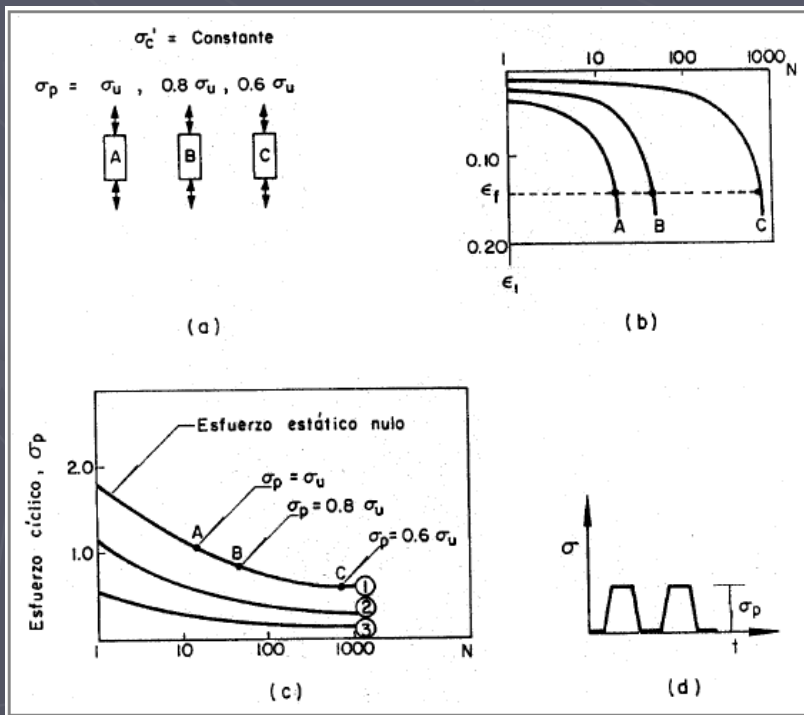 σc' = Constante
σp = σu , 0.8 σu , 0.6 σu
A B C
(a)
1 10 100 1000
N
0.10
εf
A B C
0.20
ε1
(b)
Esfuerzo cíclico, σp
Esfuerzo estático nulo
2.0
σp = σu
A
σp = 0.8 σu
B
1.0
σp = 0.6 σu
C
1
2
3
1 10 100 1000 N
(c)
σ
σp
t
(d)